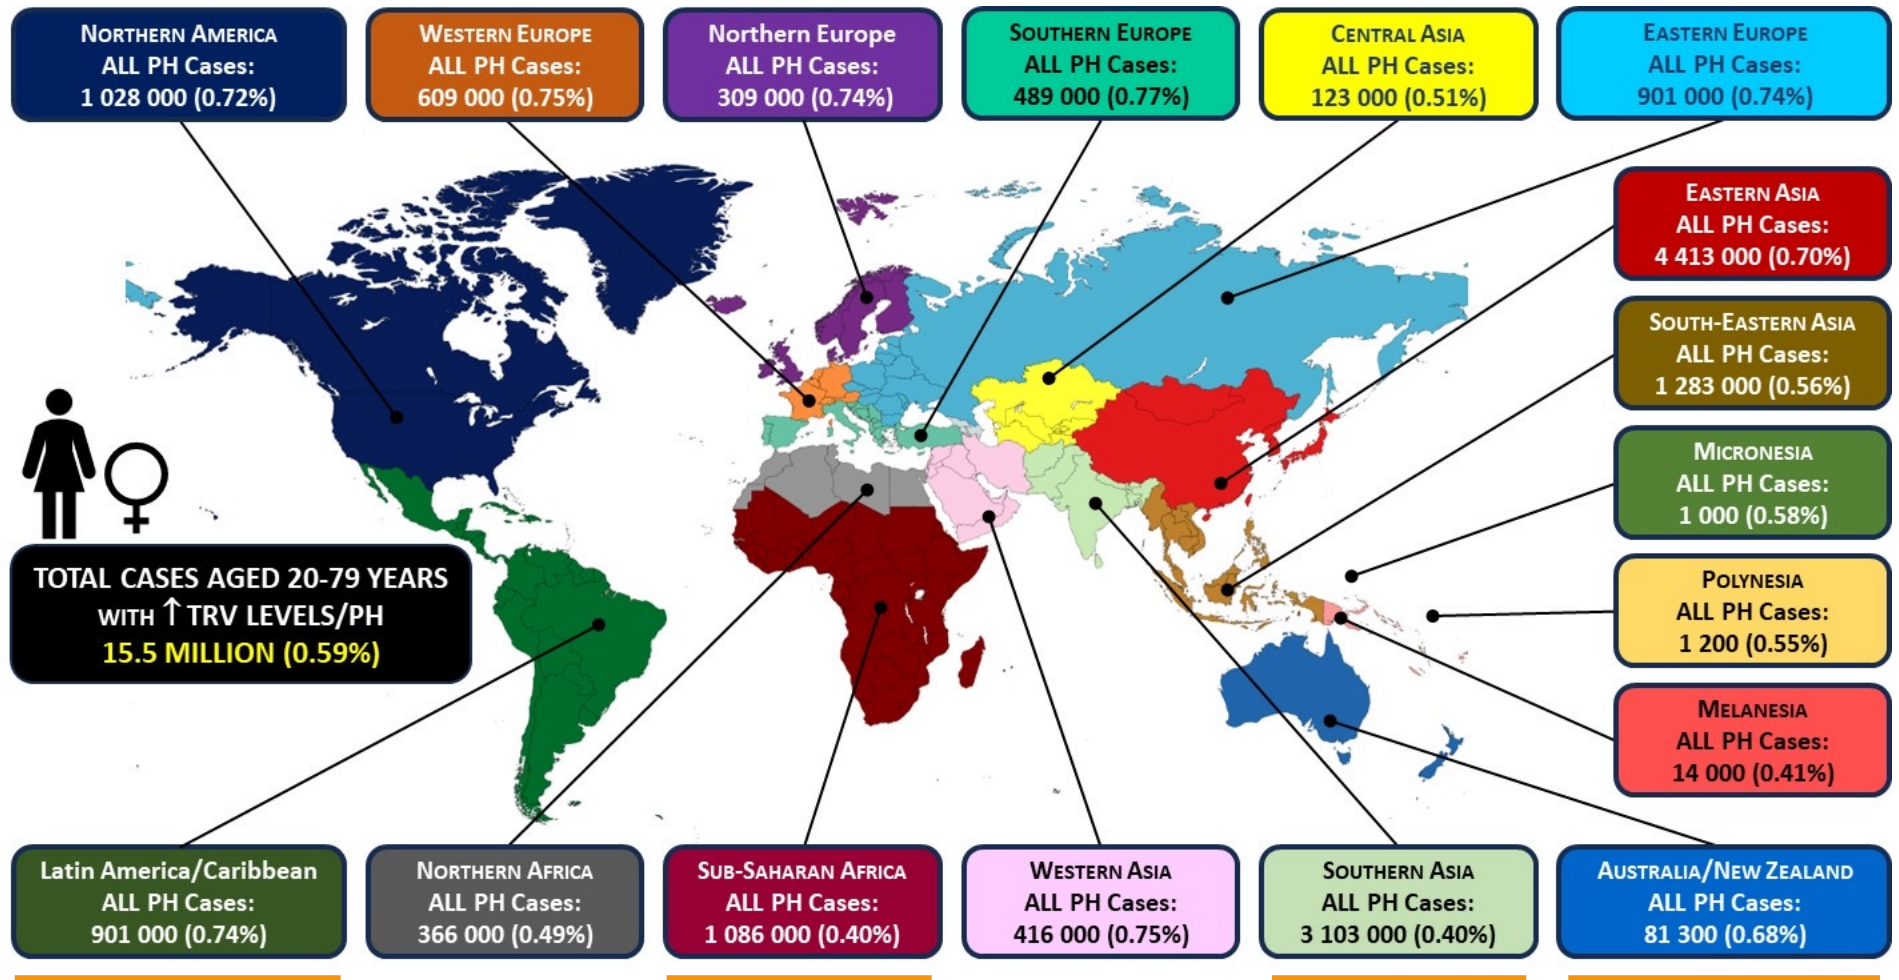 NORTHERN AMERICA
ALL PH Cases:
1 028 000 (0.72%)
WESTERN EUROPE
ALL PH Cases:
609 000 (0.75%)
Northern Europe
ALL PH Cases:
309 000 (0.74%)
SOUTHERN EUROPE
ALL PH Cases:
489 000 (0.77%)
CENTRAL ASIA
ALL PH Cases:
123 000 (0.51%)
EASTERN EUROPE
ALL PH Cases:
901 000 (0.74%)
EASTERN ASIA
ALL PH Cases:
4 413 000 (0.70%)
SOUTH-EASTERN ASIA
ALL PH Cases:
1 283 000 (0.56%)
MICRONESIA
ALL PH Cases:
1 000 (0.58%)
TOTAL CASES AGED 20-79 YEARS
WITH ↑ TRV LEVELS/PH
15.5 MILLION (0.59%)
POLYNESIA
ALL PH Cases:
1 200 (0.55%)
MELANESIA
ALL PH Cases:
14 000 (0.41%)
Latin America/Caribbean
ALL PH Cases:
901 000 (0.74%)
NORTHERN AFRICA
ALL PH Cases:
366 000 (0.49%)
SUB-SAHARAN AFRICA
ALL PH Cases:
1 086 000 (0.40%)
WESTERN ASIA
ALL PH Cases:
416 000 (0.75%)
SOUTHERN ASIA
ALL PH Cases:
3 103 000 (0.40%)
AUSTRALIA/NEW ZEALAND
ALL PH Cases:
81 300 (0.68%)